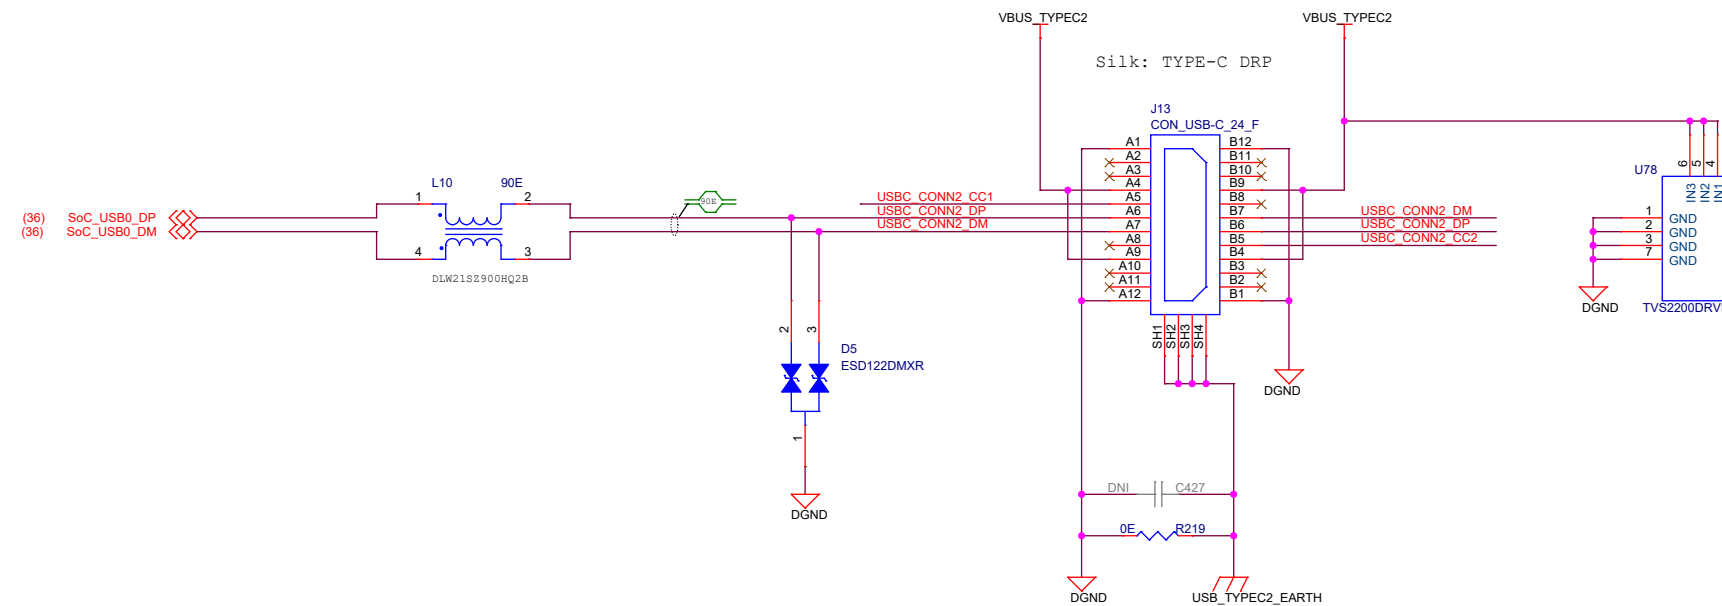 VBUS_TYPEC2
VBUS_TYPEC2
Silk: TYPE-C DRP
J13
CON_USB-C_24_F
A1
A2
A3
A4
A5
A6
A7
A8
A9
A10
A11
A12
B12
B11
B10
B9
B8
B7
B6
B5
B4
B3
B2
B1
SH1
SH2
SH3
SH4
L10
90E
1
2
4
3
DLW21SZ900HQ2B
(36) SoC_USB0_DP
(36) SoC_USB0_DM
90E
USBC_CONN2_CC1
USBC_CONN2_DP
USBC_CONN2_DM
USBC_CONN2_DM
USBC_CONN2_DP
USBC_CONN2_CC2
2
3
D5
ESD122DMXR
1
DGND
DGND
DNI
C427
0E
R219
DGND
USB_TYPEC2_EARTH
U78
6
5
4
IN3
IN2
IN1
1
GND
2
GND
3
GND
7
GND
DGND
TVS2200DRV